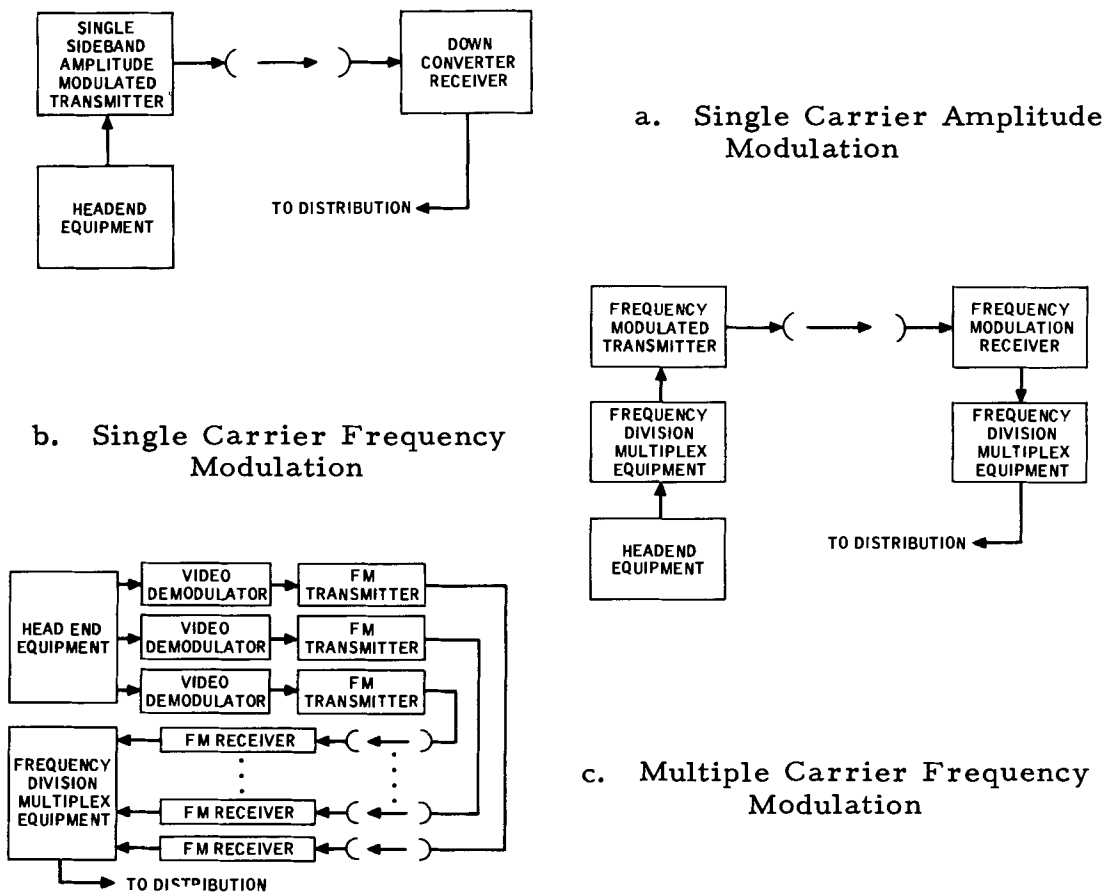 SINGLE
SIDEBAND
AMPLITUDE
MODULATED
TRANSMITTER
DOWN
CONVERTER
RECEIVER
HEADEND
EQUIPMENT
TO DISTRIBUTION
a. Single Carrier Amplitude
Modulation
FREQUENCY
MODULATED
TRANSMITTER
FREQUENCY
MODULATION
RECEIVER
FREQUENCY
DIVISION
MULTIPLEX
EQUIPMENT
FREQUENCY
DIVISION
MULTIPLEX
EQUIPMENT
HEADEND
EQUIPMENT
TO DISTRIBUTION
b. Single Carrier Frequency
Modulation
HEAD END
EQUIPMENT
VIDEO
DEMODULATOR
FM
TRANSMITTER
VIDEO
DEMODULATOR
FM
TRANSMITTER
VIDEO
DEMODULATOR
FM
TRANSMITTER
FREQUENCY
DIVISION
MULTIPLEX
EQUIPMENT
FM RECEIVER
FM RECEIVER
FM RECEIVER
TO DISTRIBUTION
c. Multiple Carrier Frequency
Modulation